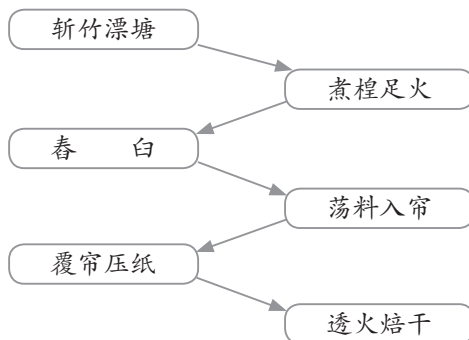 斩竹漂塘
煮楻足火
舂　　臼
荡料入帘
覆帘压纸
透火焙干